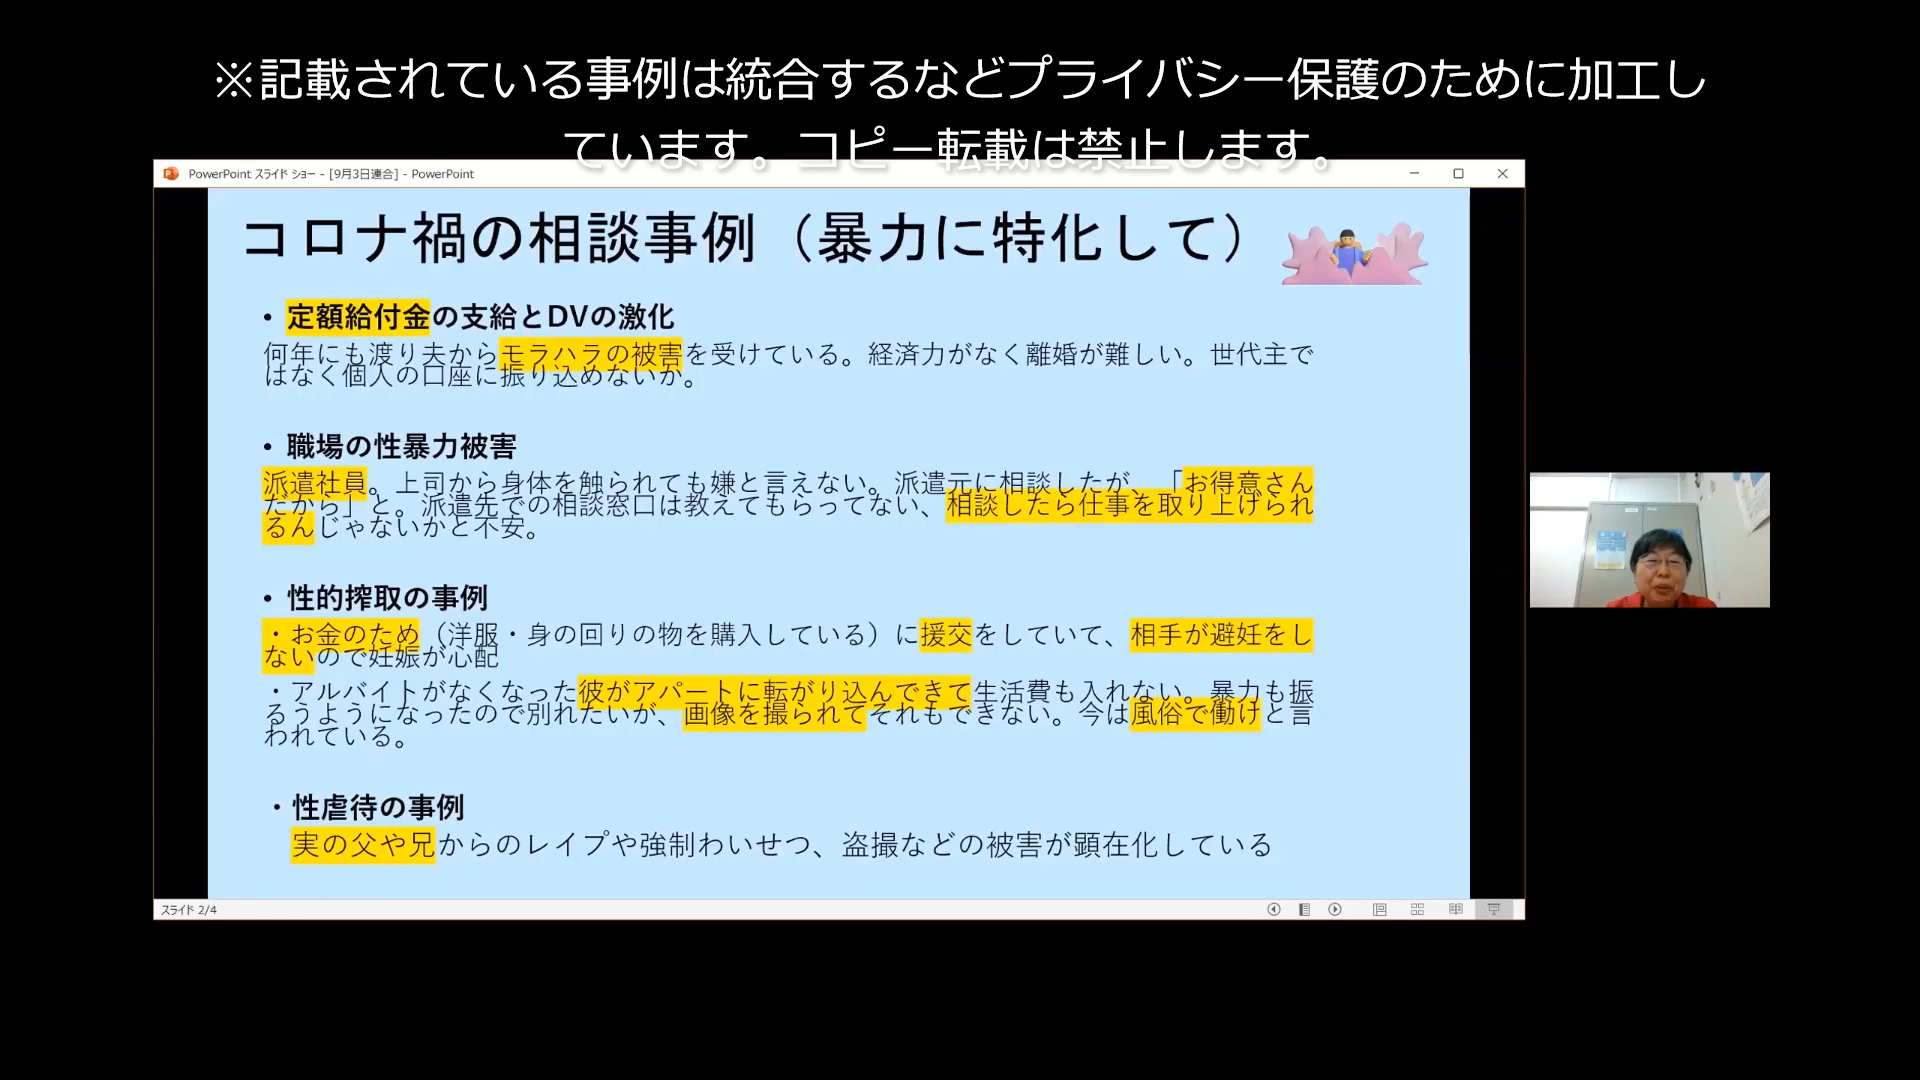 ※記載されている事例は統合するなどプライバシー保護のために加工し
ています。コピー転載は禁止します。
PowerPoint スライド ショー - [9月3日連合] - PowerPoint
コロナ禍の相談事例（暴力に特化して）
・定額給付金の支給とDVの激化
何年にも渡り夫からモラハラの被害を受けている。経済力がなく離婚が難しい。世代主で
はなく個人の口座に振り込めないか。
・職場の性暴力被害
派遣社員。上司から身体を触られても嫌と言えない。派遣元に相談したが、「お得意さん
だから」と。派遣先での相談窓口は教えてもらってない、相談したら仕事を取り上げられ
るんじゃないかと不安。
・性的搾取の事例
・お金のため（洋服・身の回りの物を購入している）に援交をしていて、相手が避妊をし
ないので妊娠が心配
・アルバイトがなくなった彼がアパートに転がり込んできて生活費も入れない。暴力も振
るうようになったので別れたいが、画像を撮られてそれもできない。今は風俗で働けと言
われている。
・性虐待の事例
実の父や兄からのレイプや強制わいせつ、盗撮などの被害が顕在化している
スライド 2/4